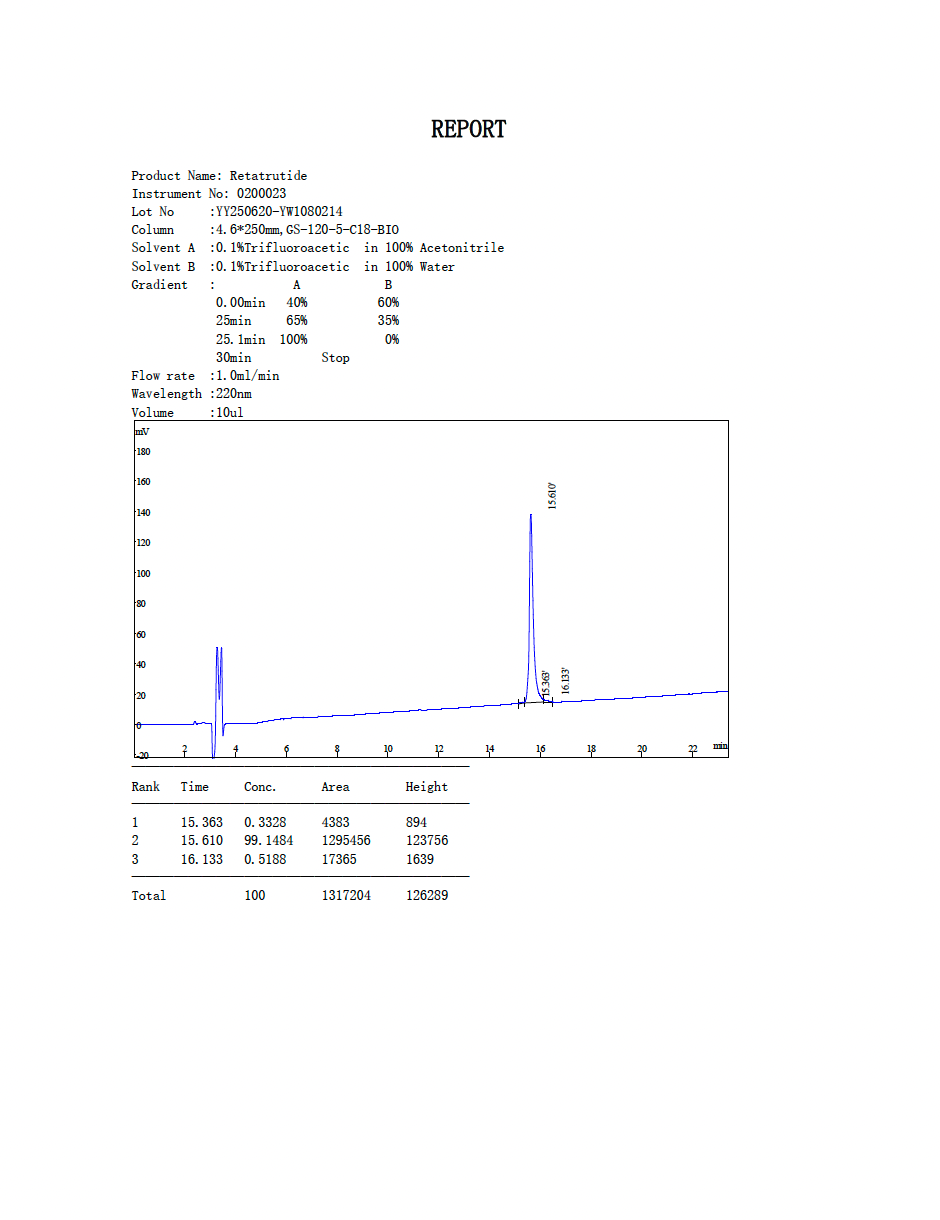 REPORT
Product Name: Retatrutide
Instrument No: 0200023
Lot No :YY250620-YW1080214
Column :4.6*250mm,GS-120-5-C18-BIO
Solvent A :0.1%Trifluoroacetic in 100% Acetonitrile
Solvent B :0.1%Trifluoroacetic in 100% Water
Gradient : A B
0.00min 40% 60%
25min 65% 35%
25.1min 100% 0%
30min Stop
Flow rate :1.0ml/min
Wavelength :220nm
Volume :10ul
mV
180
160
15.610'
140
120
100
80
60
40
15.363' 16.133'
20
0
-20 2 4 6 8 10 12 14 16 18 20 22 min
Rank Time Conc. Area Height
1 15.363 0.3328 4383 894
2 15.610 99.1484 1295456 123756
3 16.133 0.5188 17365 1639
Total 100 1317204 126289